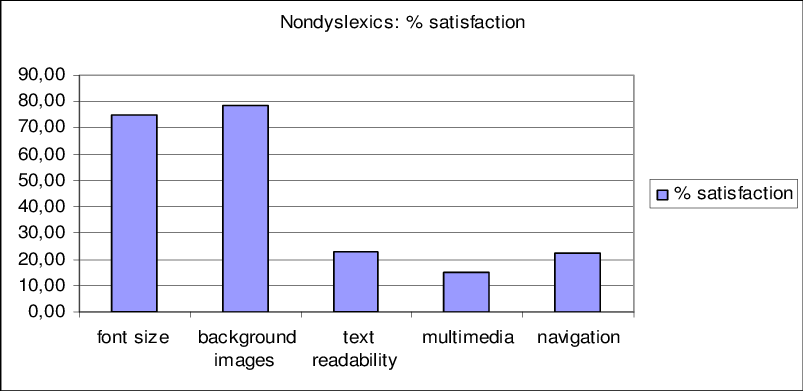 Nondyslexics: % satisfaction
90,00
80,00
70,00
60,00
50,00
40,00
30,00
20,00
10,00
0,00
% satisfaction
font size
background images
text readability
multimedia
navigation